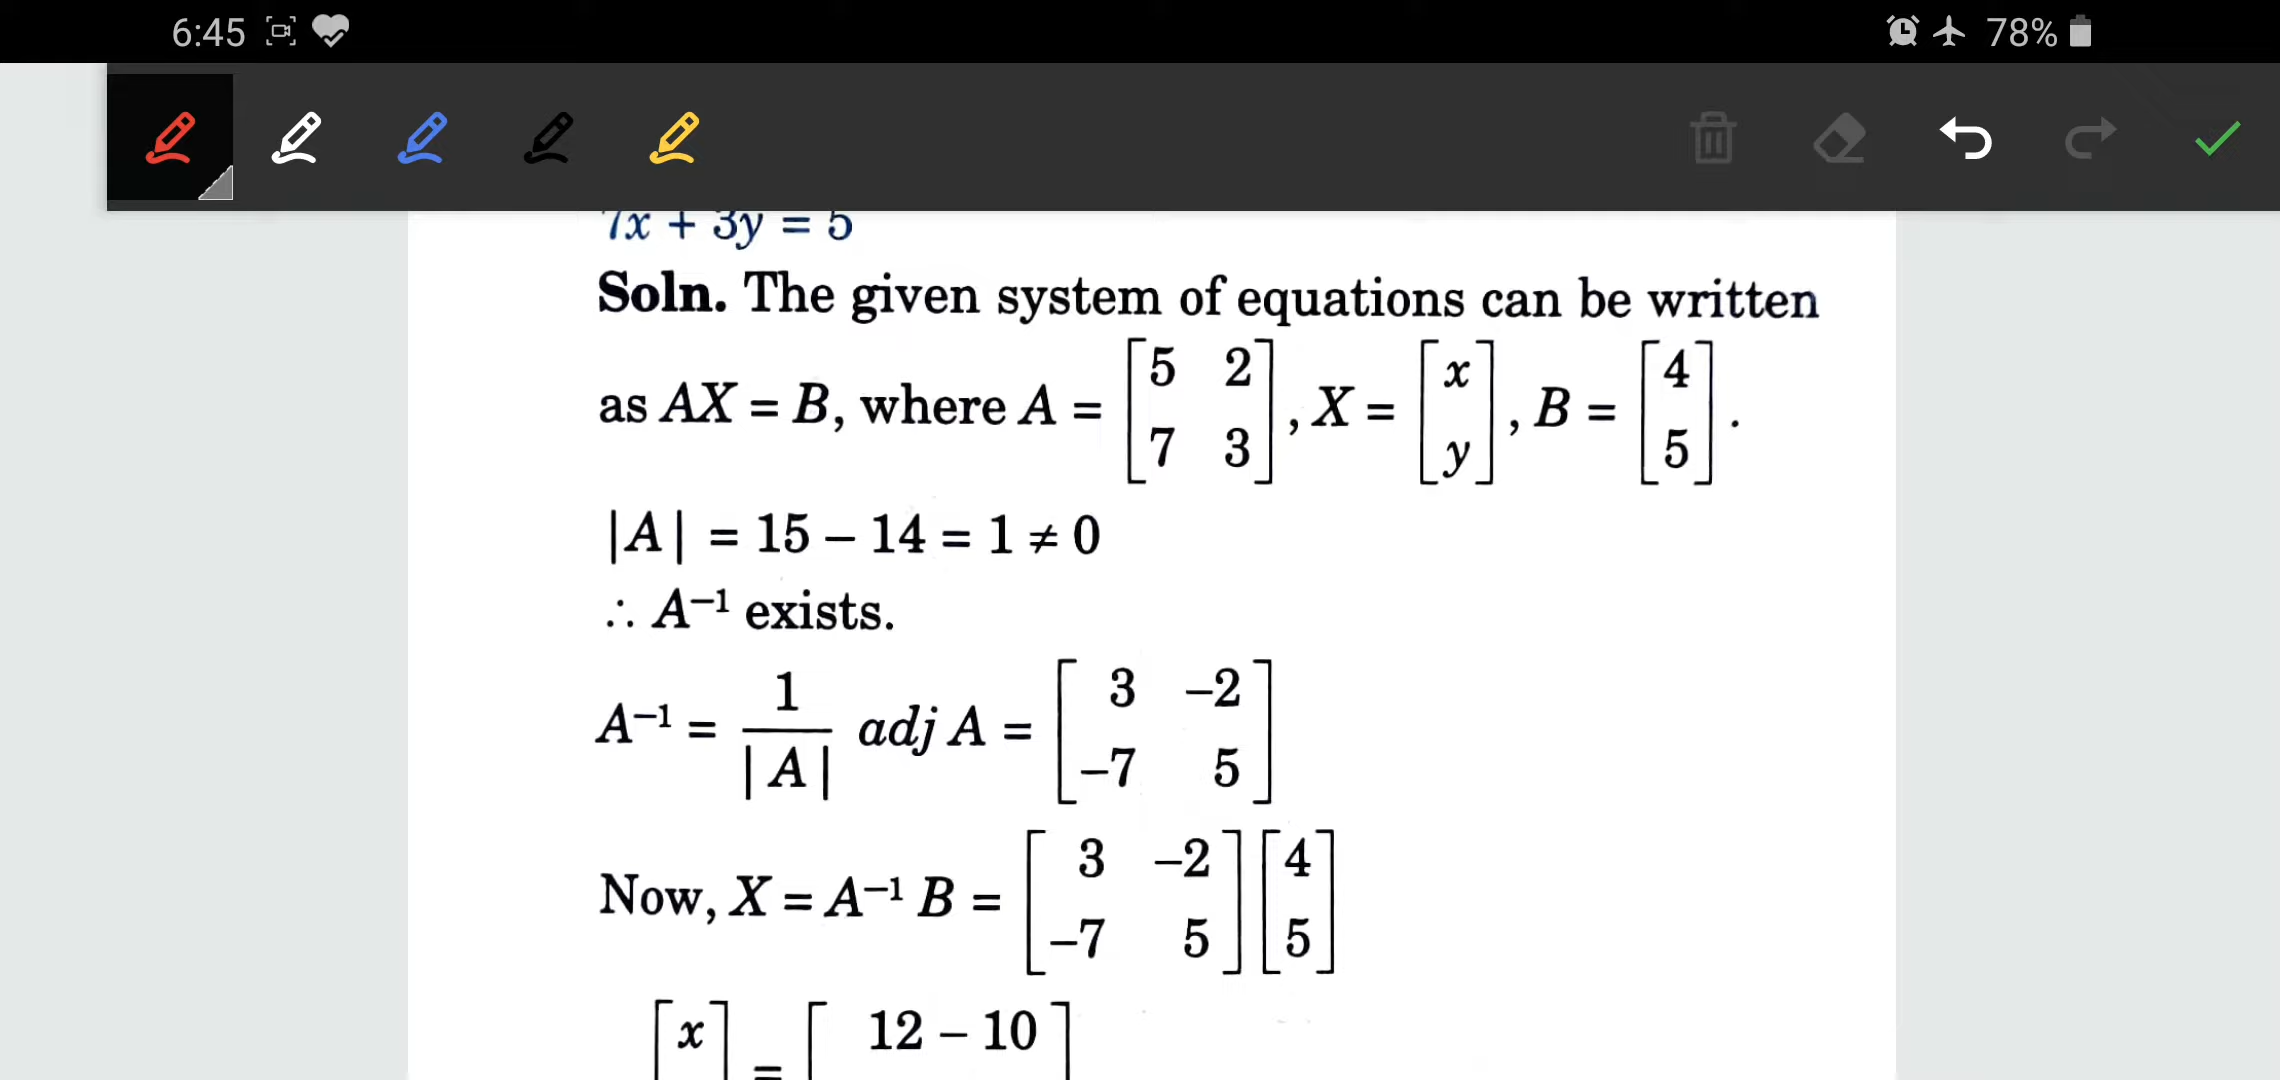 6:45 78%
7x + 3y = 5
Soln. The given system of equations can be written
as AX = B, where A = [5 2; 7 3], X = [x; y], B = [4; 5].
|A| = 15 – 14 = 1 ≠ 0
∴ A⁻¹ exists.
A⁻¹ = 1/|A| adj A = [3 –2; –7 5]
Now, X = A⁻¹ B = [3 –2; –7 5][4; 5]
[x = [12 – 10